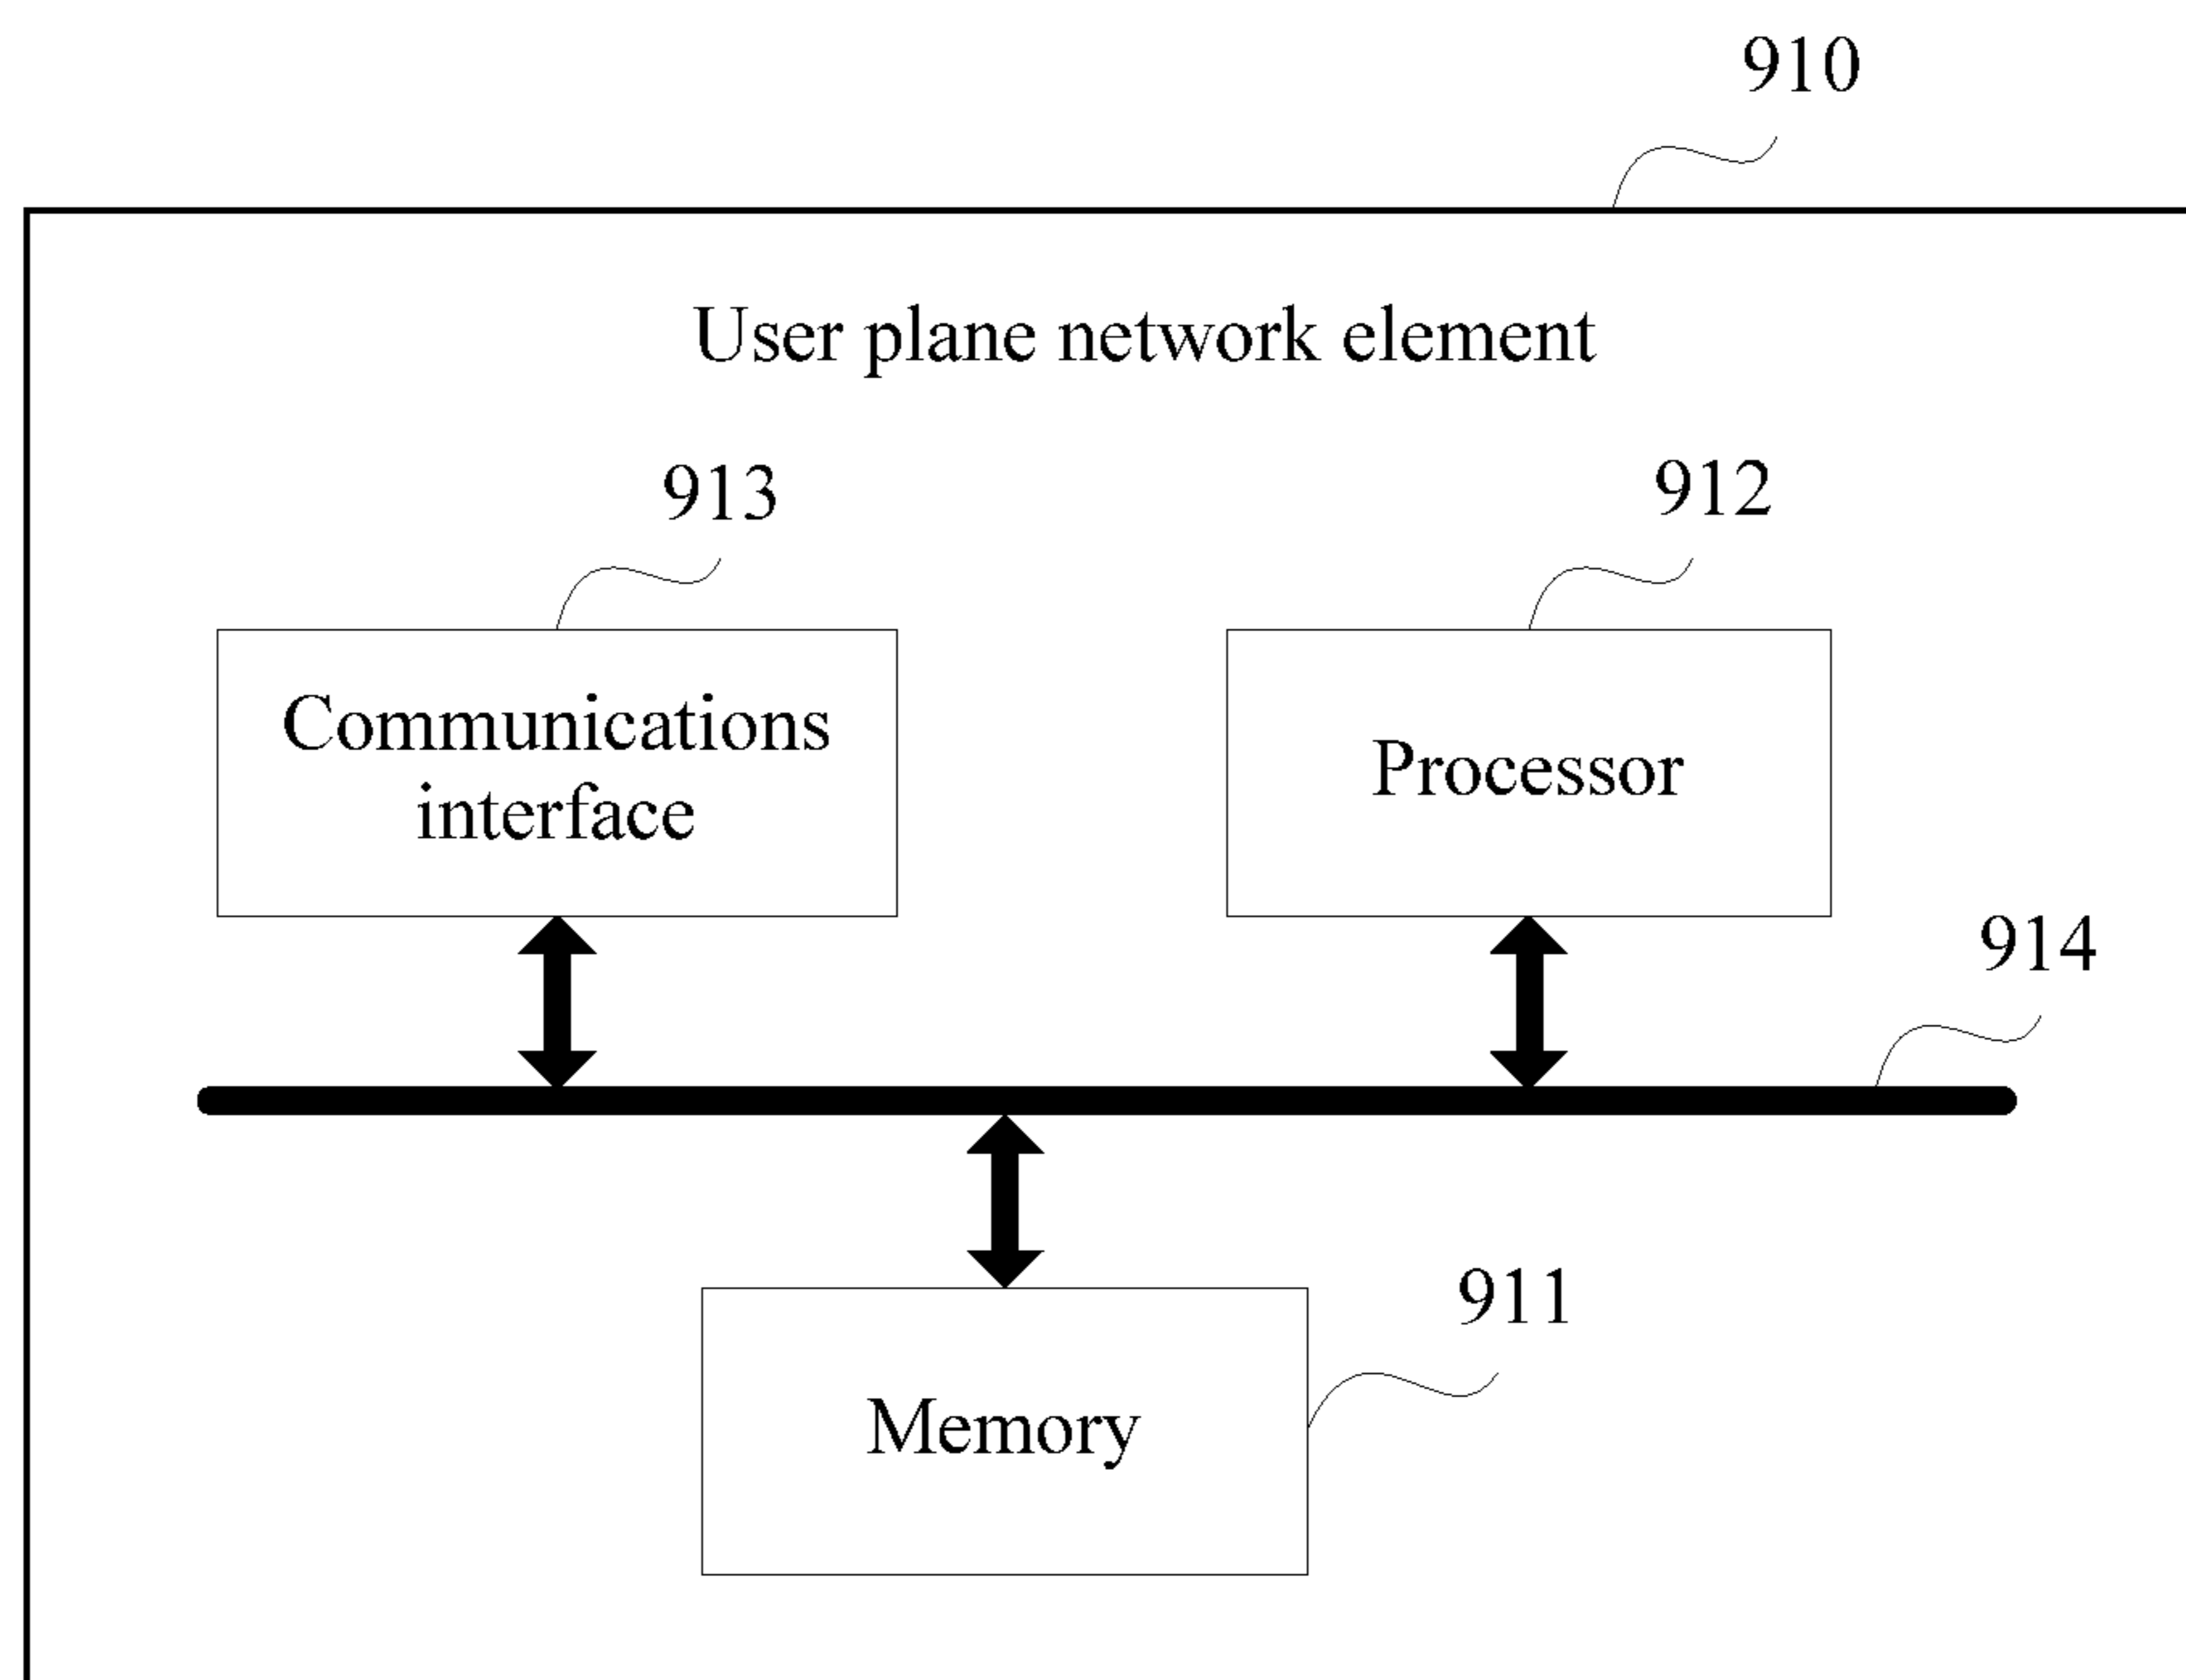 910
User plane network element
913
912
Communications
interface
Processor
914
911
Memory